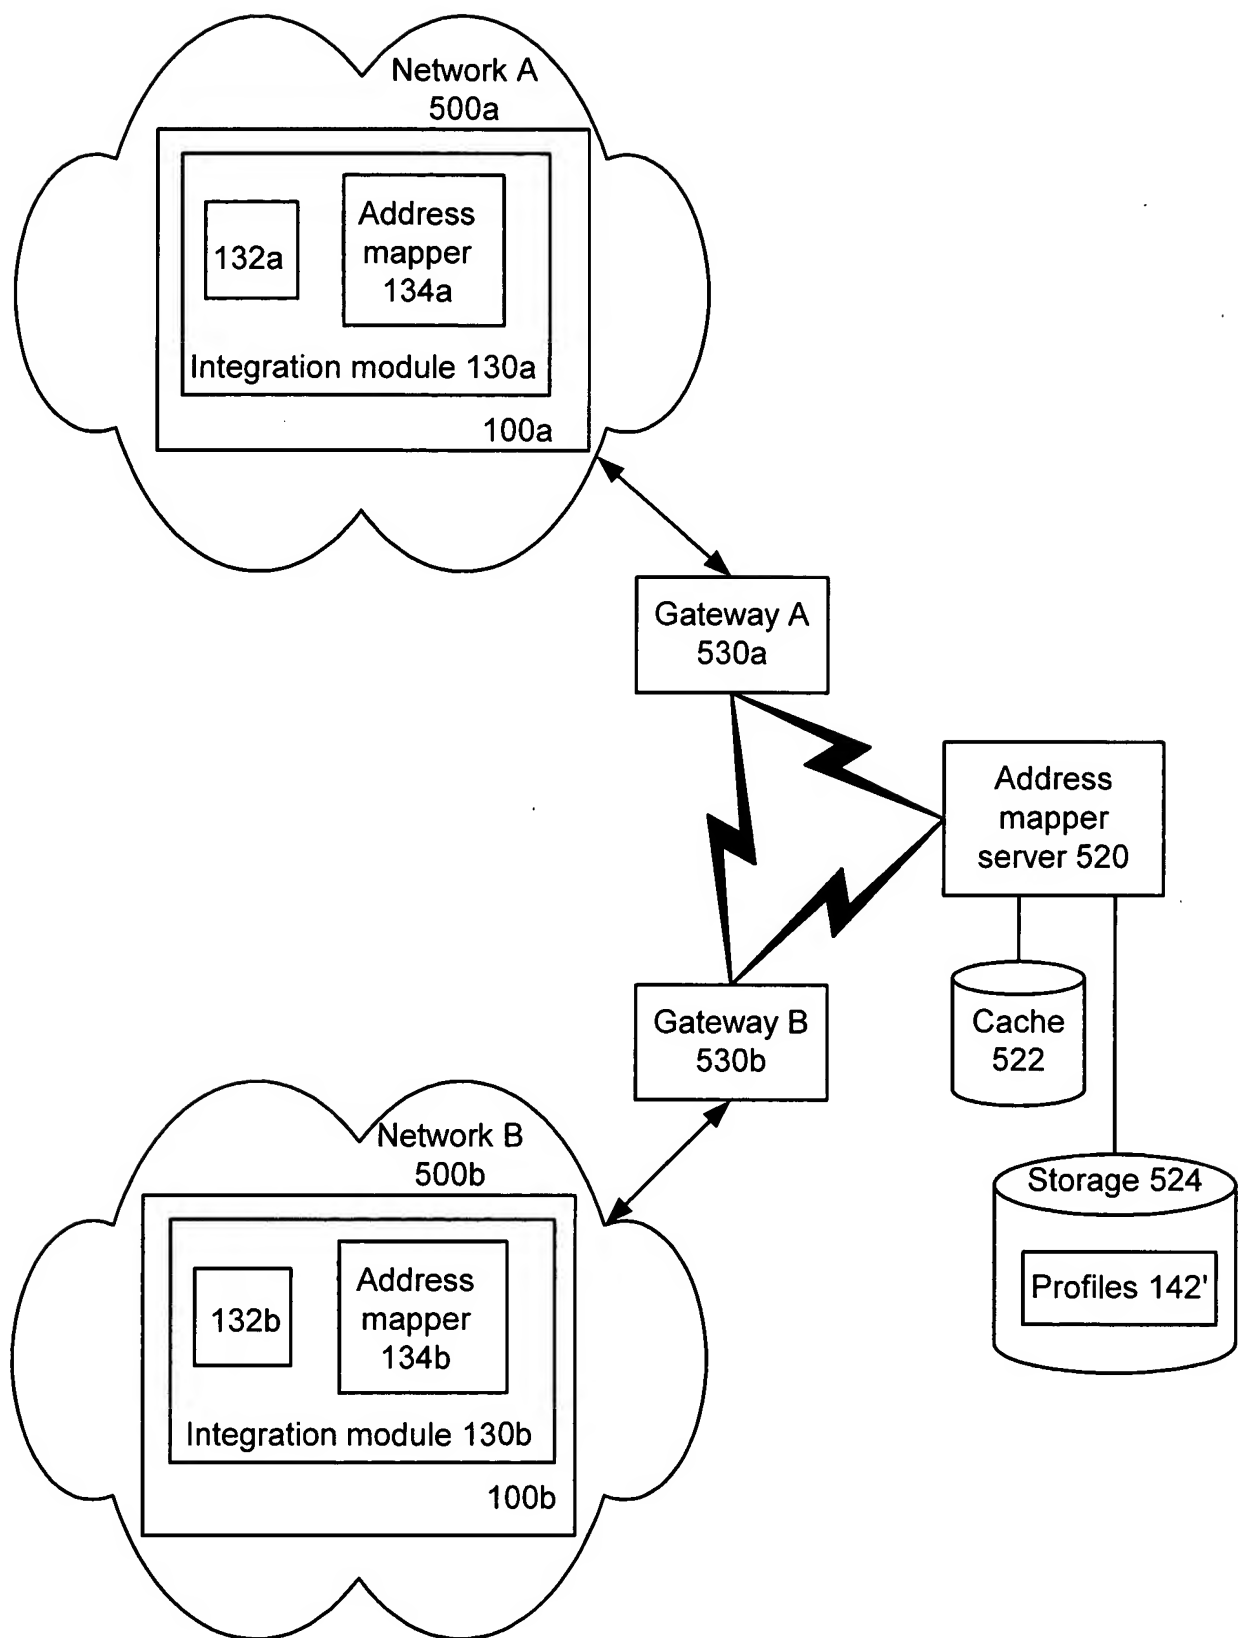 Network A
500a
132a
Address
mapper
134a
Integration module 130a
100a
Gateway A
530a
Address
mapper
server 520
Gateway B
530b
Cache
522
Network B
500b
Storage 524
Profiles 142'
132b
Address
mapper
134b
Integration module 130b
100b